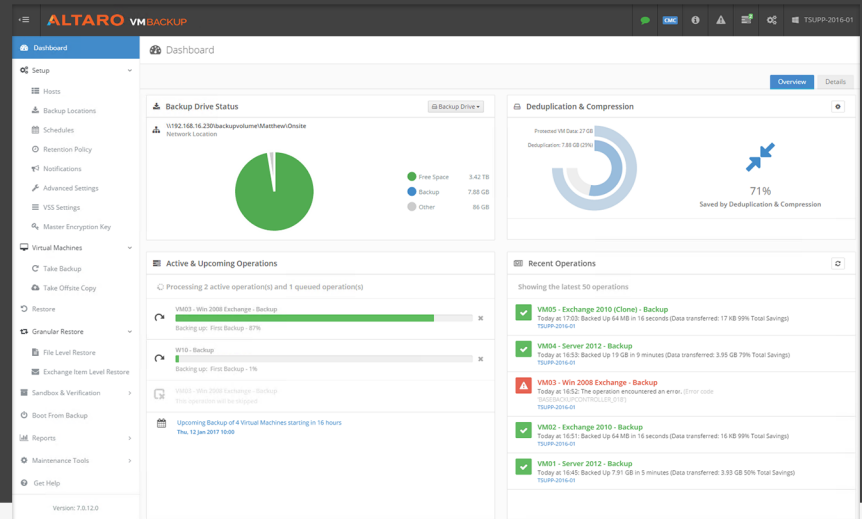 ALTARO VM BACKUP
CMC
TSUPP-2016-01
Dashboard
Setup
Hosts
Backup Locations
Schedules
Retention Policy
Notifications
Advanced Settings
VSS Settings
Master Encryption Key
Virtual Machines
Take Backup
Take Offsite Copy
Restore
Granular Restore
File Level Restore
Exchange Item Level Restore
Sandbox & Verification
Boot From Backup
Reports
Maintenance Tools
Get Help
Version: 7.0.12.0
Dashboard
Overview
Details
Backup Drive Status
Backup Drive
\\192.168.16.230\backupvolume\Matthew\Onsite
Network Location
Free Space 3.42 TB
Backup 7.88 GB
Other 86 GB
Deduplication & Compression
Protected VM Data: 27 GB
Deduplication: 7.88 GB (29%)
71%
Saved by Deduplication & Compression
Active & Upcoming Operations
Processing 2 active operation(s) and 1 queued operation(s)
VM03 - Win 2008 Exchange - Backup
Backing up: First Backup - 87%
W10 - Backup
Backing up: First Backup - 1%
VM03 - Win 2008 Exchange - Backup
This operation will be skipped
Upcoming Backup of 4 Virtual Machines starting in 16 hours
Thu, 12 Jan 2017 10:00
Recent Operations
Showing the latest 50 operations
VM05 - Exchange 2010 (Clone) - Backup
Today at 17:03: Backed Up 64 MB in 16 seconds (Data transferred: 17 KB 99% Total Savings)
TSUPP-2016-01
VM04 - Server 2012 - Backup
Today at 16:53: Backed Up 19 GB in 9 minutes (Data transferred: 3.95 GB 79% Total Savings)
TSUPP-2016-01
VM03 - Win 2008 Exchange - Backup
Today at 16:52: The operation encountered an error. (Error code
TSUPP-2016-01
VM02 - Exchange 2010 - Backup
Today at 16:51: Backed Up 64 MB in 16 seconds (Data transferred: 16 KB 99% Total Savings)
TSUPP-2016-01
VM01 - Server 2012 - Backup
Today at 16:45: Backed Up 7.91 GB in 5 minutes (Data transferred: 3.93 GB 50% Total Savings)
TSUPP-2016-01